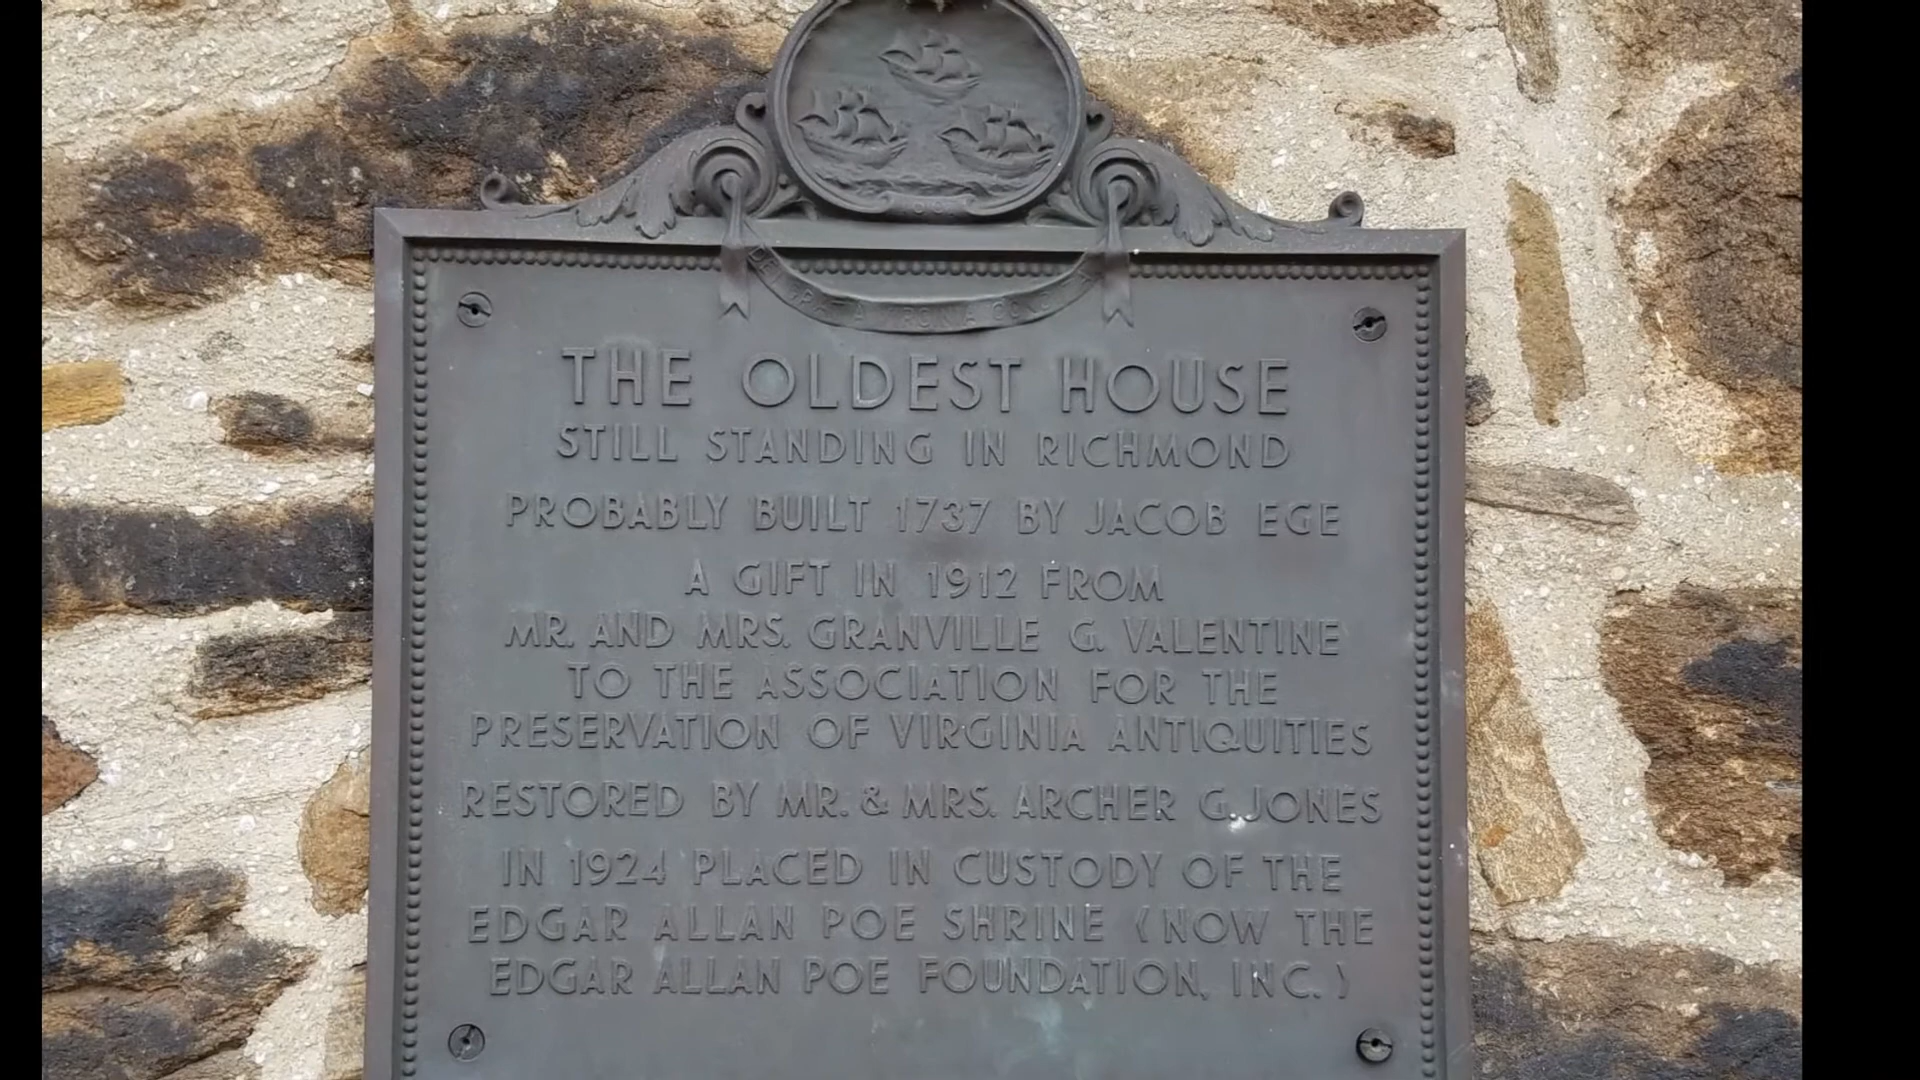 THE OLDEST HOUSE
STILL STANDING IN RICHMOND
PROBABLY BUILT 1737 BY JACOB EGE
A GIFT IN 1912 FROM
MR. AND MRS. GRANVILLE G. VALENTINE
TO THE ASSOCIATION FOR THE
PRESERVATION OF VIRGINIA ANTIQUITIES
RESTORED BY MR. & MRS. ARCHER G. JONES
IN 1924 PLACED IN CUSTODY OF THE
EDGAR ALLAN POE SHRINE (NOW THE
EDGAR ALLAN POE FOUNDATION, INC.)